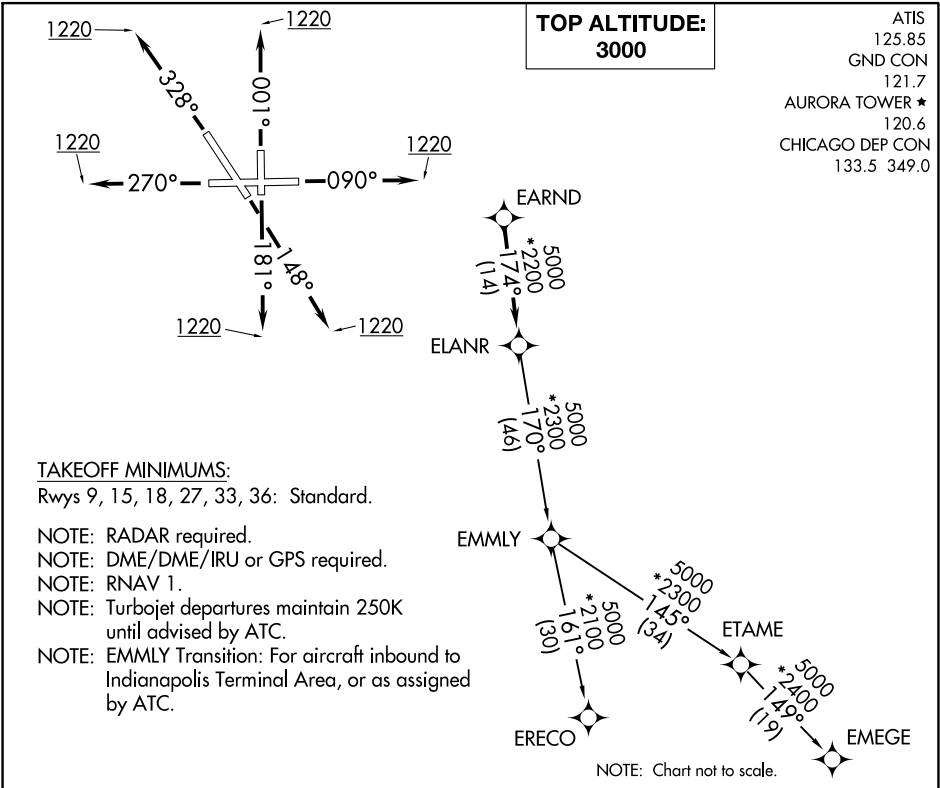 TOP ALTITUDE:
3000
ATIS
125.85
GND CON
121.7
AURORA TOWER ★
120.6
CHICAGO DEP CON
133.5 349.0
1220
1220
328°
001°
1220
270°
090°
1220
181°
148°
1220
1220
EARND
5000
*2200
174°
(14)
ELANR
5000
*2300
170°
(46)
EMMLY
5000
*2300
145°
(34)
5000
*2100
161°
(30)
ETAME
5000
*2400
149°
(19)
ERECO
EMEGE
TAKEOFF MINIMUMS:
Rwys 9, 15, 18, 27, 33, 36: Standard.
NOTE: RADAR required.
NOTE: DME/DME/IRU or GPS required.
NOTE: RNAV 1.
NOTE: Turbojet departures maintain 250K
until advised by ATC.
NOTE: EMMLY Transition: For aircraft inbound to
Indianapolis Terminal Area, or as assigned
by ATC.
NOTE: Chart not to scale.